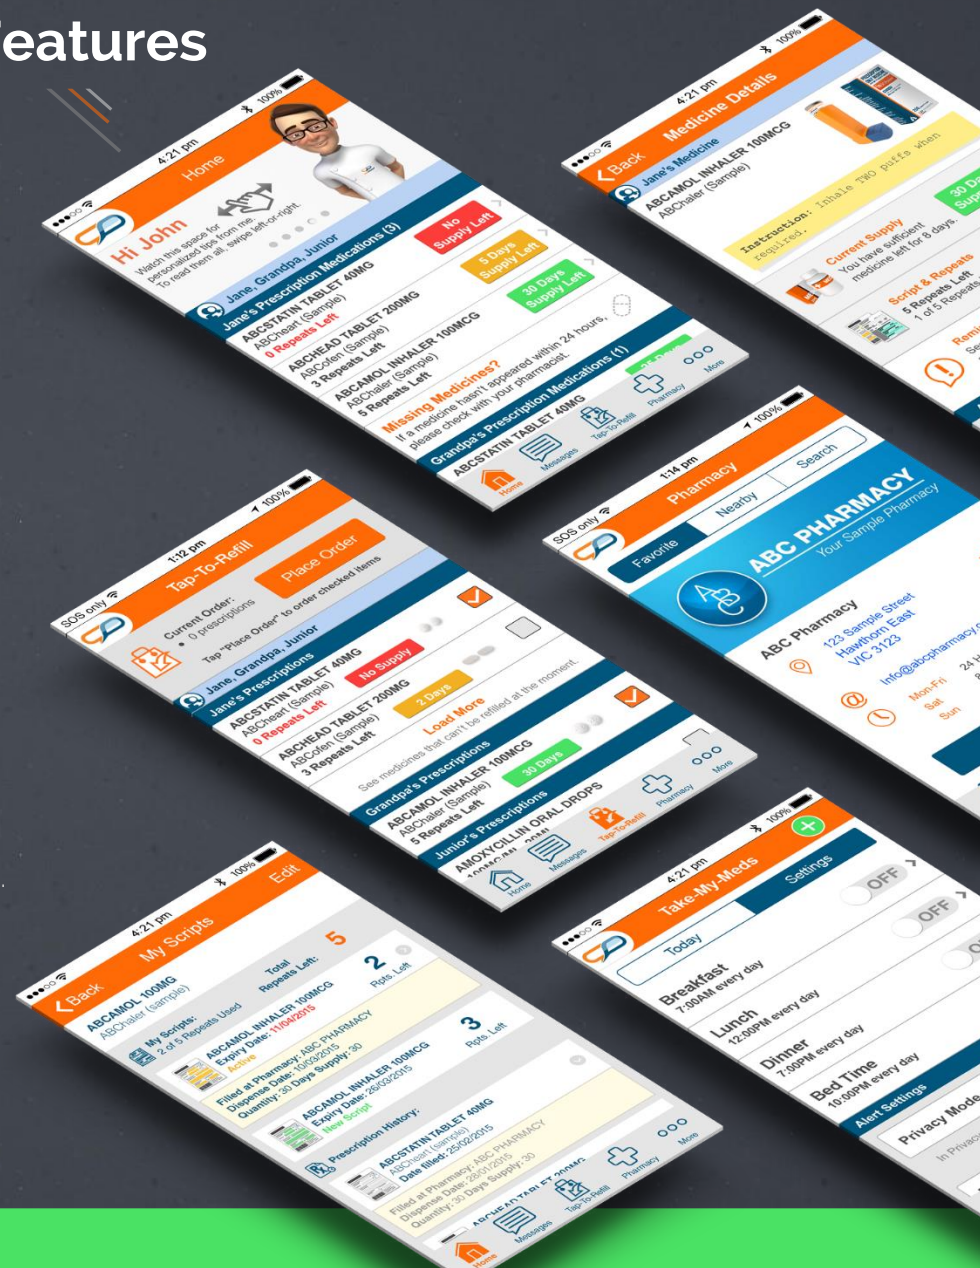 Features
100%
4:21 pm
Home
Hi John
Watch this space for
personalized tips from me.
To read them all, swipe left-or-right.
Jane, Grandpa, Junior
Jane's Prescription Medications (3)
ABCSTATIN TABLET 40MG
ABCheart (Sample)
0 Repeats Left
No
Supply Left
ABCHEAD TABLET 200MG
ABCofen (Sample)
3 Repeats Left
5 Days
Supply Left
ABCAMOL INHALER 100MCG
ABChaler (Sample)
5 Repeats Left
30 Days
Supply Left
Missing Medicines?
If a medicine hasn't appeared within 24 hours,
please check with your pharmacist.
Grandpa's Prescription Medications (1)
ABCSTATIN TABLET 40MG
Home
Messages
Tap-To-Refill
Pharmacy
More
100%
4:21 pm
Back
Medicine Details
Jane's Medicine
ABCAMOL INHALER 100MCG
ABChaler (Sample)
Instruction: Inhale TWO puffs when
required.
Current Supply
You have sufficient
medicine left for 8 days.
Script & Repeats
5 Repeats Left
1 of 5 Repeats
SOS only
1:12 pm
100%
Tap-To-Refill
Current Order:
0 prescriptions
Place Order
Tap "Place Order" to order checked items
Jane, Grandpa, Junior
Jane's Prescriptions
ABCSTATIN TABLET 40MG
ABCheart (Sample)
0 Repeats Left
No Supply
ABCHEAD TABLET 200MG
ABCofen (Sample)
3 Repeats Left
2 Days
Load More
See medicines that can't be refilled at the moment.
Grandpa's Prescriptions
ABCAMOL INHALER 100MCG
ABChaler (Sample)
5 Repeats Left
30 Days
Junior's Prescriptions
AMOXYCILLIN ORAL DROPS
Home
Messages
Tap-To-Refill
Pharmacy
More
SOS only
1:14 pm
100%
Pharmacy
Favorite
Nearby
Search
ABC PHARMACY
Your Sample Pharmacy
ABC
ABC Pharmacy
123 Sample Street
Hawthorn East
VIC 3123
Mon-Fri
Sat
Sun
4:21 pm
100%
Back
My Scripts
Edit
ABCAMOL 100MG
ABChaler (sample)
My Scripts:
2 of 5 Repeats Used
Total
Repeats Left:
5
ABCAMOL INHALER 100MCG
Expiry Date: 11/04/2015
Active
2
Rpts. Left
Filled at Pharmacy: ABC PHARMACY
Dispense Date: 10/03/2015
Quantity: 30 Days Supply: 30
ABCAMOL INHALER 100MCG
Expiry Date: 26/09/2015
New Script
3
Rpts. Left
Prescription History:
ABCSTATIN TABLET 40MG
ABCheart (sample)
Date filled: 25/02/2015
Filled at Pharmacy: ABC PHARMACY
Dispense Date: 28/01/2015
Quantity: 30 Days Supply: 30
Home
Messages
Tap-To-Refill
Pharmacy
More
4:21 pm
100%
Take-My-Meds
Today
Settings
Breakfast
7:00AM every day
OFF
Lunch
12:00PM every day
OFF
Dinner
7:00PM every day
Bed Time
10:00PM every day
Alert Settings
Privacy Mode